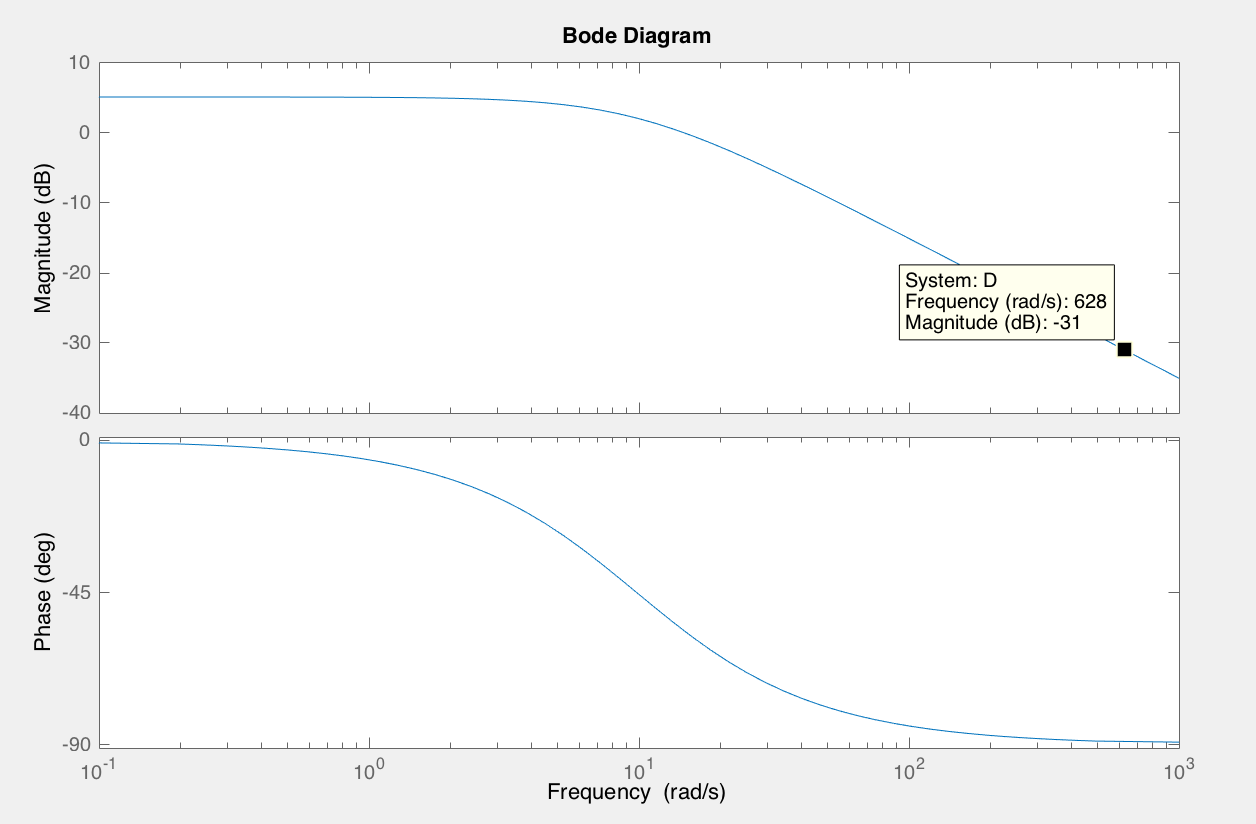 Bode Diagram
10
0
-10
-20
-30
-40
Magnitude (dB)
System: D
Frequency (rad/s): 628
Magnitude (dB): -31
0
-45
-90
Phase (deg)
10^-1 10^0 10^1 10^2 10^3
Frequency (rad/s)